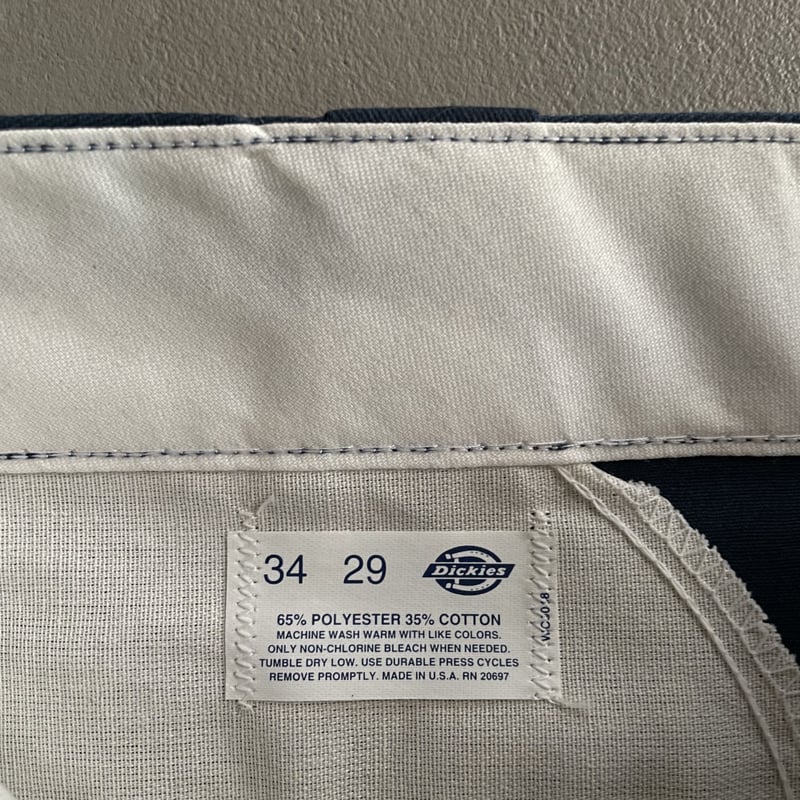 34 29 Dickies
65% POLYESTER 35% COTTON
MACHINE WASH WARM WITH LIKE COLORS.
ONLY NON-CHLORINE BLEACH WHEN NEEDED.
TUMBLE DRY LOW. USE DURABLE PRESS CYCLES
REMOVE PROMPTLY. MADE IN U.S.A. RN 20697